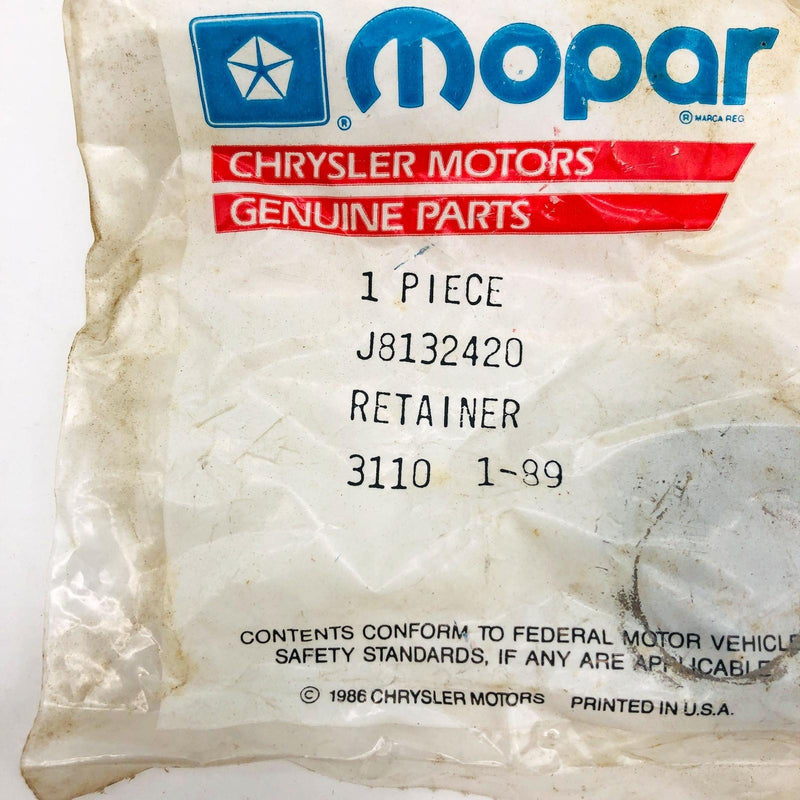 mopar
® ® MARCA REG
CHRYSLER MOTORS
GENUINE PARTS
1 PIECE
J8132420
RETAINER
3110 1-89
CONTENTS CONFORM TO FEDERAL MOTOR VEHICLE
SAFETY STANDARDS, IF ANY ARE APPLICABLE
© 1986 CHRYSLER MOTORS PRINTED IN U.S.A.